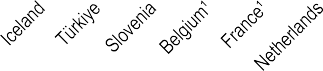 Iceland
Türkiye
Slovenia
Belgium¹
France¹
Netherlands